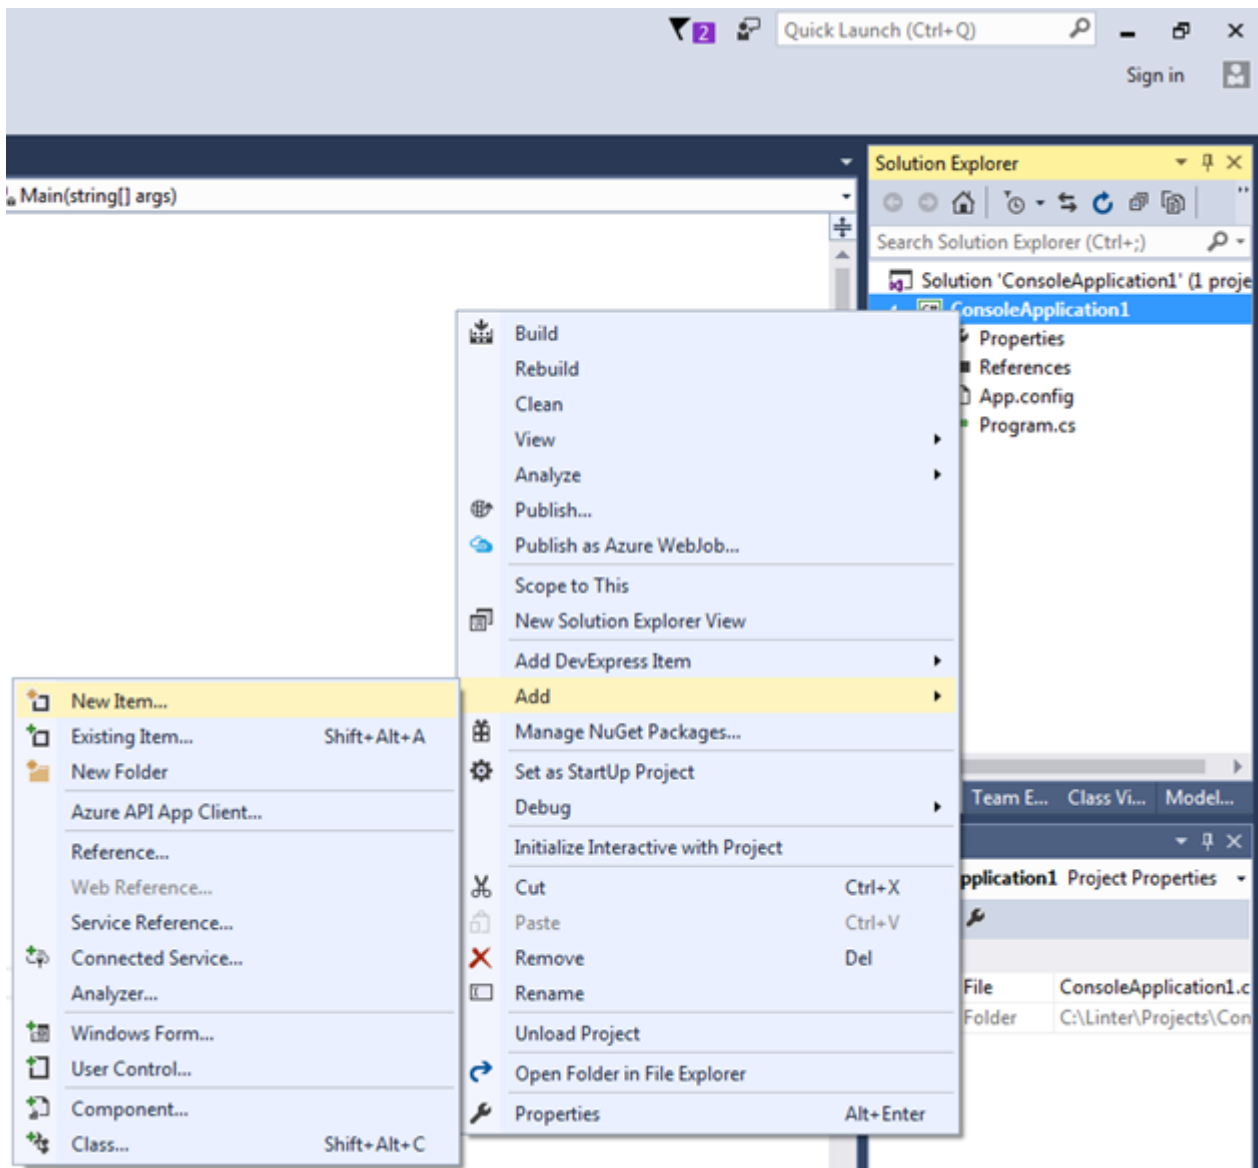 2
Quick Launch (Ctrl+Q)
Sign in
Main(string[] args)
Solution Explorer
Search Solution Explorer (Ctrl+;)
Solution 'ConsoleApplication1' (1 proje
ConsoleApplication1
Properties
References
App.config
Program.cs
Build
Rebuild
Clean
View
Analyze
Publish...
Publish as Azure WebJob...
Scope to This
New Solution Explorer View
Add DevExpress Item
Add
Manage NuGet Packages...
Set as StartUp Project
Debug
Initialize Interactive with Project
Cut Ctrl+X
Paste Ctrl+V
Remove Del
Rename
Unload Project
Open Folder in File Explorer
Properties Alt+Enter
New Item...
Existing Item... Shift+Alt+A
New Folder
Azure API App Client...
Reference...
Web Reference...
Service Reference...
Connected Service...
Analyzer...
Windows Form...
User Control...
Component...
Class... Shift+Alt+C
Team E... Class Vi... Model...
pplication1 Project Properties
File ConsoleApplication1.c
Folder C:\Linter\Projects\Con